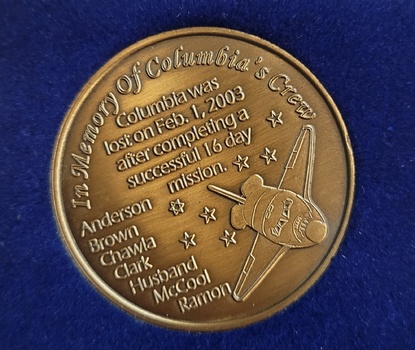 In Memory Of Columbia's Crew
Columbia was
lost on Feb. 1, 2003
after completing a
successful 16 day
mission.
Anderson
Brown
Chawla
Clark
Husband
McCool
Ramon